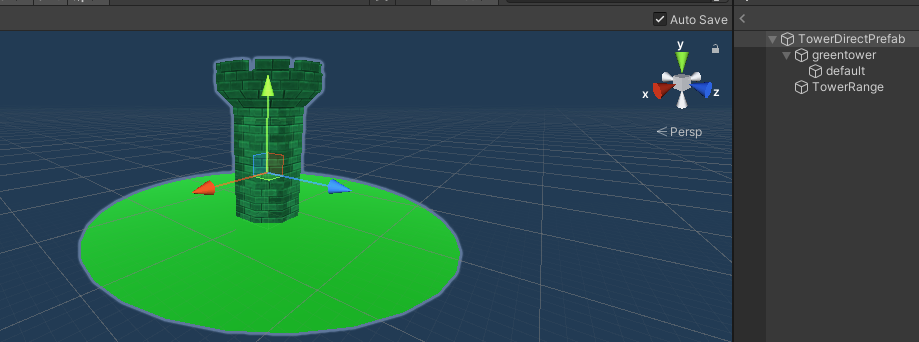 Auto Save
TowerDirectPrefab
greentower
default
TowerRange
y
x
z
Persp